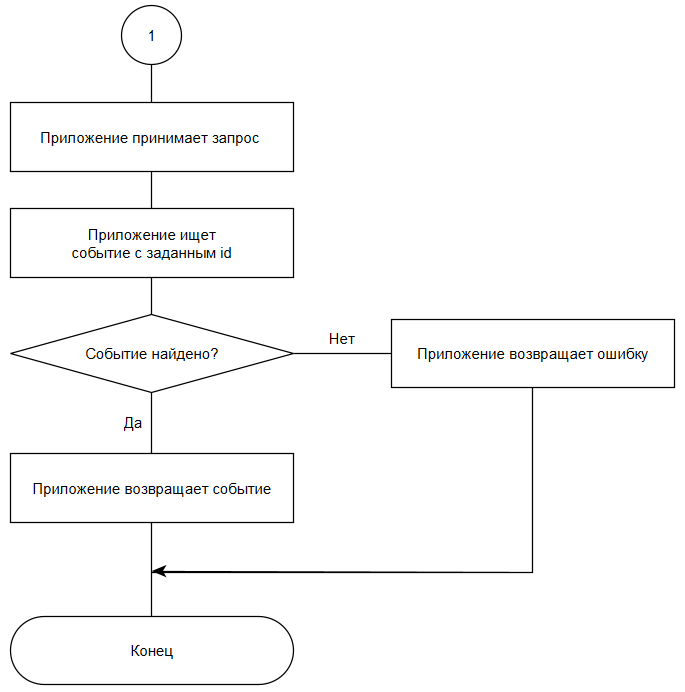 1
Приложение принимает запрос
Приложение ищет
событие с заданным id
Событие найдено?
Нет
Приложение возвращает ошибку
Да
Приложение возвращает событие
Конец